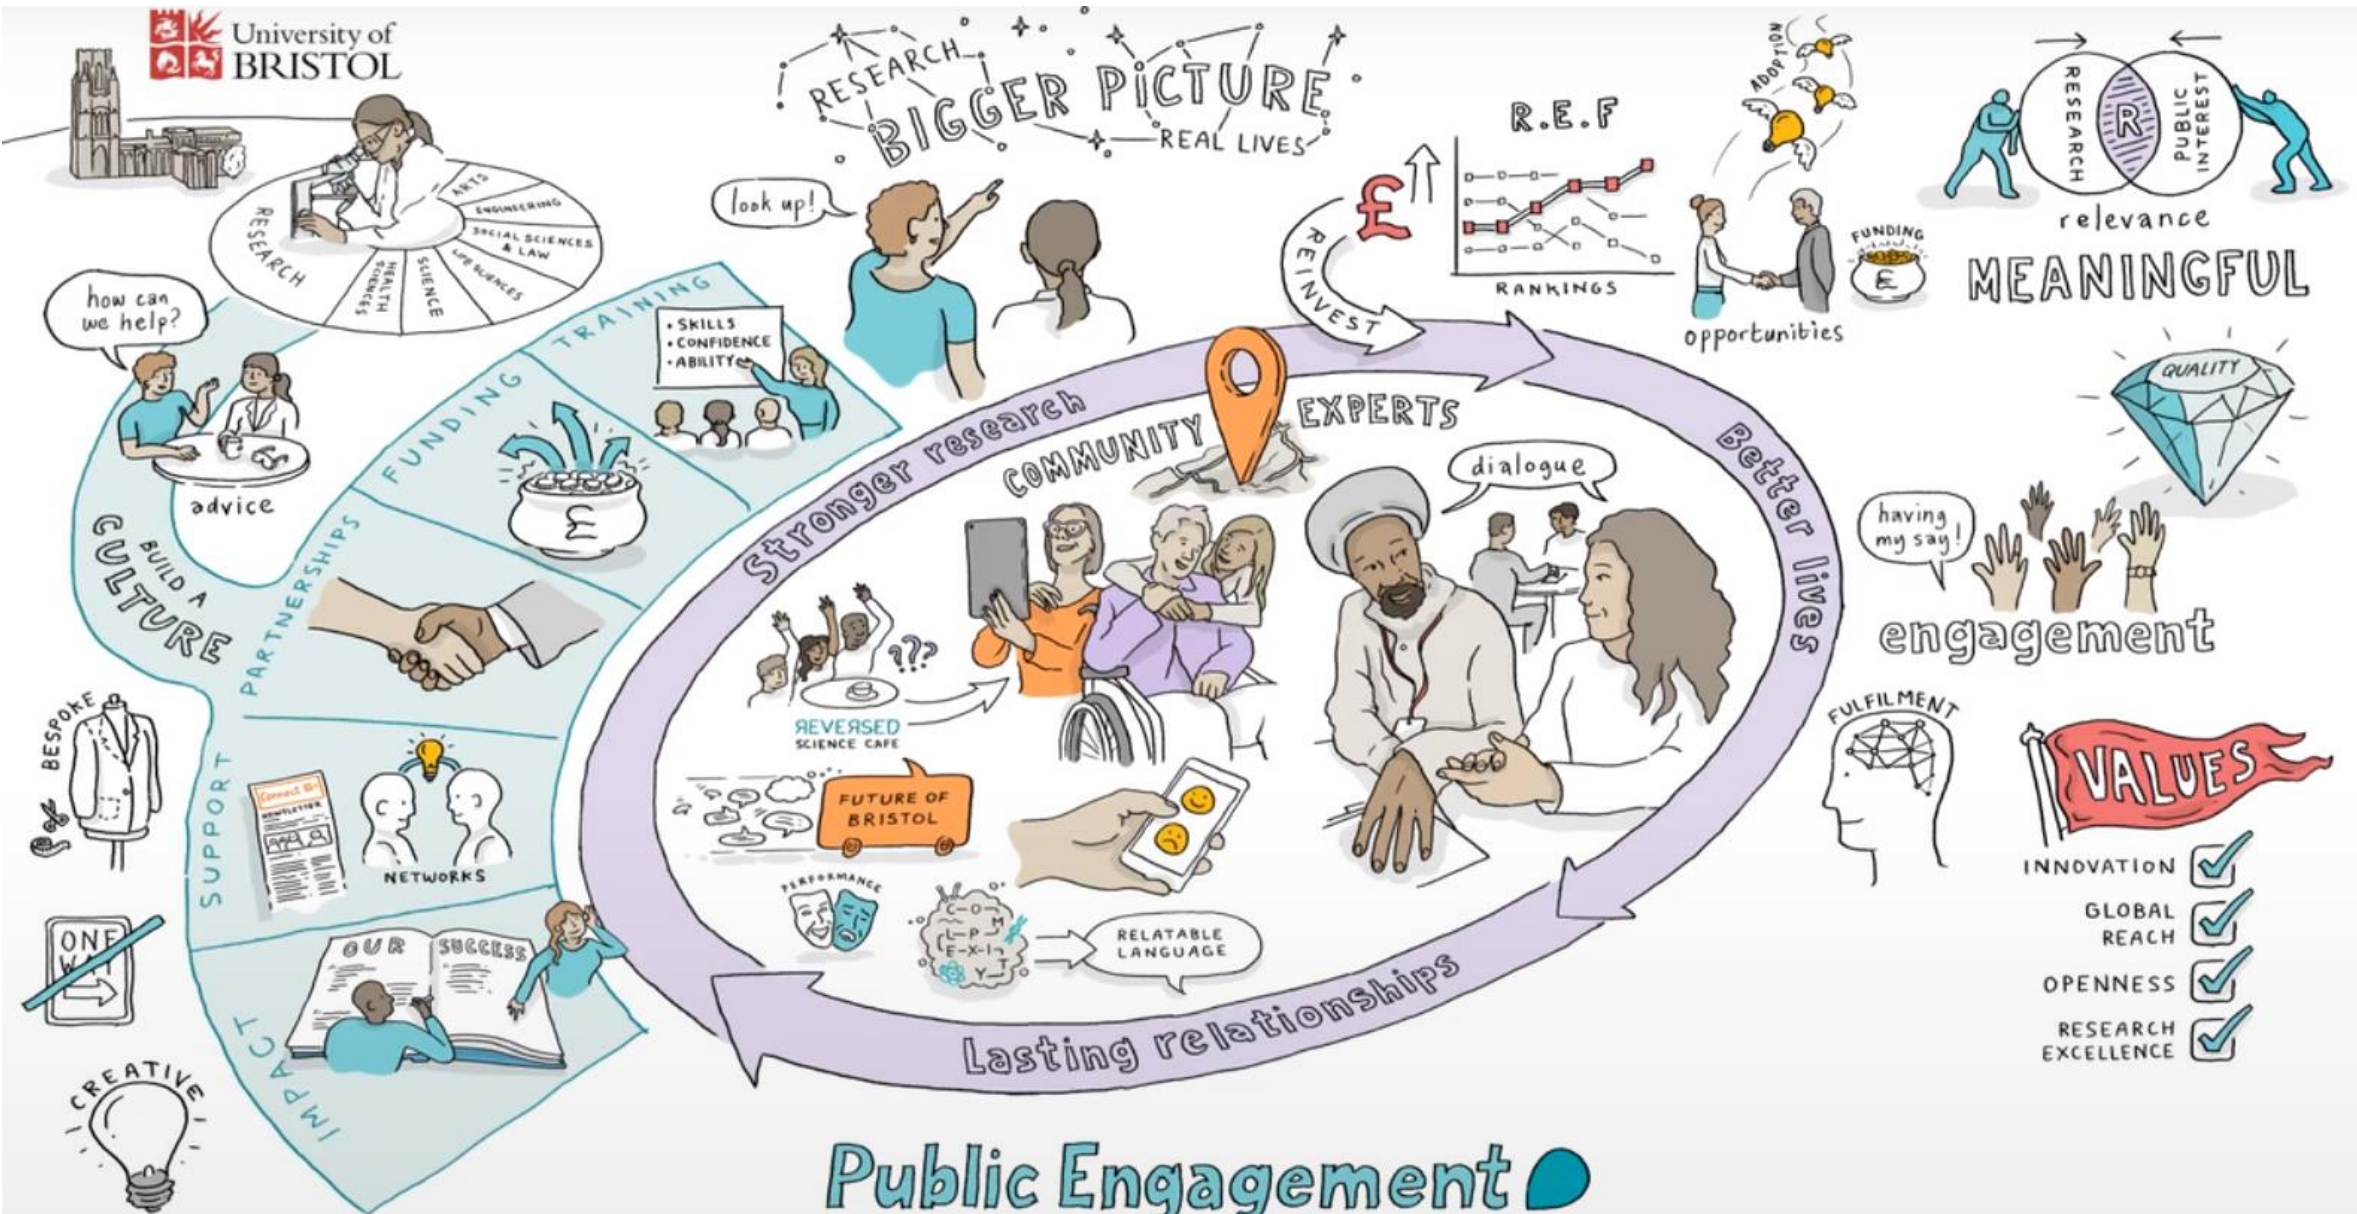 University of
BRISTOL
RESEARCH
ARTS
ENGINEERING
SOCIAL SCIENCES
& LAW
LIFE SCIENCES
SCIENCE
HEALTH
SCIENCES
how can
we help?
advice
BUILD A
CULTURE
TRAINING
• SKILLS
• CONFIDENCE
• ABILITY
FUNDING
£
PARTNERSHIPS
SUPPORT
Connect
NEWSLETTER
NETWORKS
IMPACT
OUR SUCCESS
BESPOKE
ONE
WAY
CREATIVE
RESEARCH
BIGGER PICTURE
REAL LIVES
look up!
REINVEST
£
R.E.F
RANKINGS
ADOPTION
opportunities
FUNDING
£
RESEARCH
R
PUBLIC
INTEREST
relevance
MEANINGFUL
QUALITY
having
my say!
engagement
FULFILMENT
VALUES
INNOVATION
GLOBAL
REACH
OPENNESS
RESEARCH
EXCELLENCE
Stronger research
Better lives
Lasting relationships
COMMUNITY EXPERTS
dialogue
???
REVERSED
SCIENCE CAFE
FUTURE OF
BRISTOL
PERFORMANCE
C-O-M
L-P
E-X-I
Y-T
RELATABLE
LANGUAGE
Public Engagement